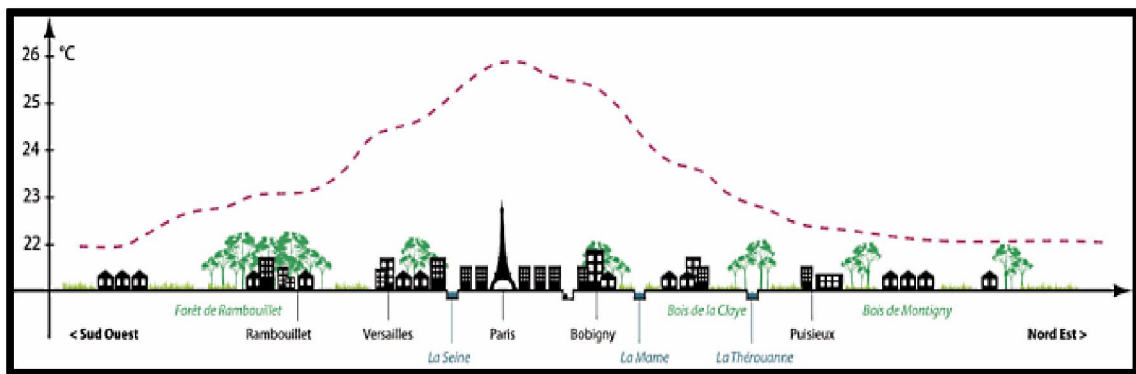 26 °C
25
24
23
22
Forêt de Rambouillet
Bois de la Claye
Bois de Montigny
< Sud Ouest
Rambouillet
Versailles
Paris
Bobigny
Puisieux
Nord Est >
La Seine
La Marne
La Thérouanne